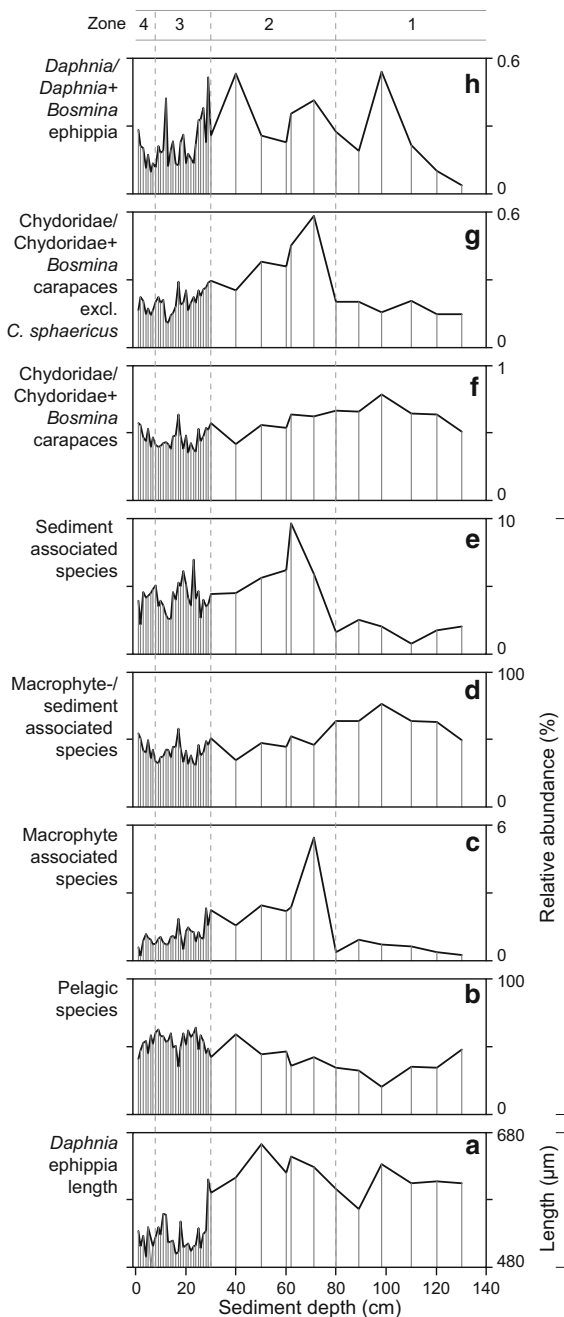 Zone 4 3 2 1
Daphnia/
Daphnia+
Bosmina
ephippia
h
0.6
0
Chydoridae/
Chydoridae+
Bosmina
carapaces
excl.
C. sphaericus
g
0.6
0
Chydoridae/
Chydoridae+
Bosmina
carapaces
f
1
0
Sediment
associated
species
e
10
0
Macrophyte-/
sediment
associated
species
d
100
0
Macrophyte
associated
species
c
6
0
Pelagic
species
b
100
0
Relative abundance (%)
Daphnia
ephippia
length
a
680
480
Length (µm)
0 20 40 60 80 100 120 140
Sediment depth (cm)